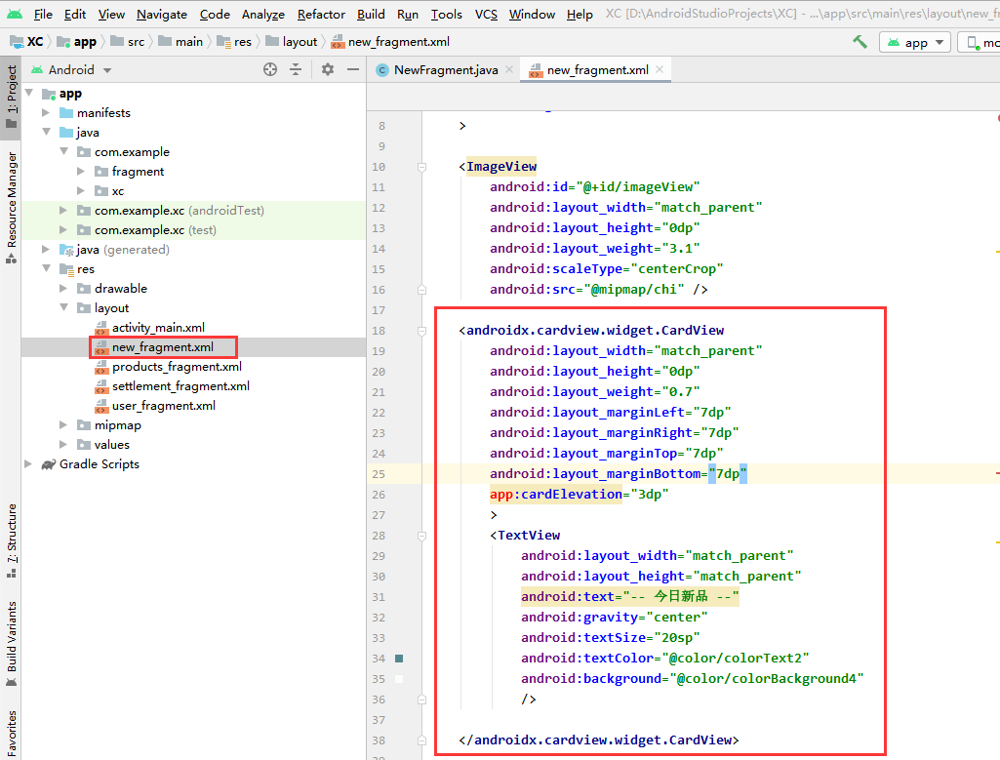 File Edit View Navigate Code Analyze Refactor Build Run Tools VCS Window Help XC [D:\AndroidStudioProjects\XC] - ...\app\src\main\res\layout\new_fr
XC app src main res layout new_fragment.xml app mo
1: Project
Resource Manager
7: Structure
Build Variants
Favorites
Android
app
manifests
java
com.example
fragment
xc
com.example.xc (androidTest)
com.example.xc (test)
java (generated)
res
drawable
layout
activity_main.xml
new_fragment.xml
products_fragment.xml
settlement_fragment.xml
user_fragment.xml
mipmap
values
Gradle Scripts
NewFragment.java new_fragment.xml
8 >
9
10 <ImageView
11 android:id="@+id/imageView"
12 android:layout_width="match_parent"
13 android:layout_height="0dp"
14 android:layout_weight="3.1"
15 android:scaleType="centerCrop"
16 android:src="@mipmap/chi" />
17
18 <androidx.cardview.widget.CardView
19 android:layout_width="match_parent"
20 android:layout_height="0dp"
21 android:layout_weight="0.7"
22 android:layout_marginLeft="7dp"
23 android:layout_marginRight="7dp"
24 android:layout_marginTop="7dp"
25 android:layout_marginBottom="7dp"
26 app:cardElevation="3dp"
27 >
28 <TextView
29 android:layout_width="match_parent"
30 android:layout_height="match_parent"
31 android:text="-- 今日新品 --"
32 android:gravity="center"
33 android:textSize="20sp"
34 android:textColor="@color/colorText2"
35 android:background="@color/colorBackground4"
36 />
37
38 </androidx.cardview.widget.CardView>